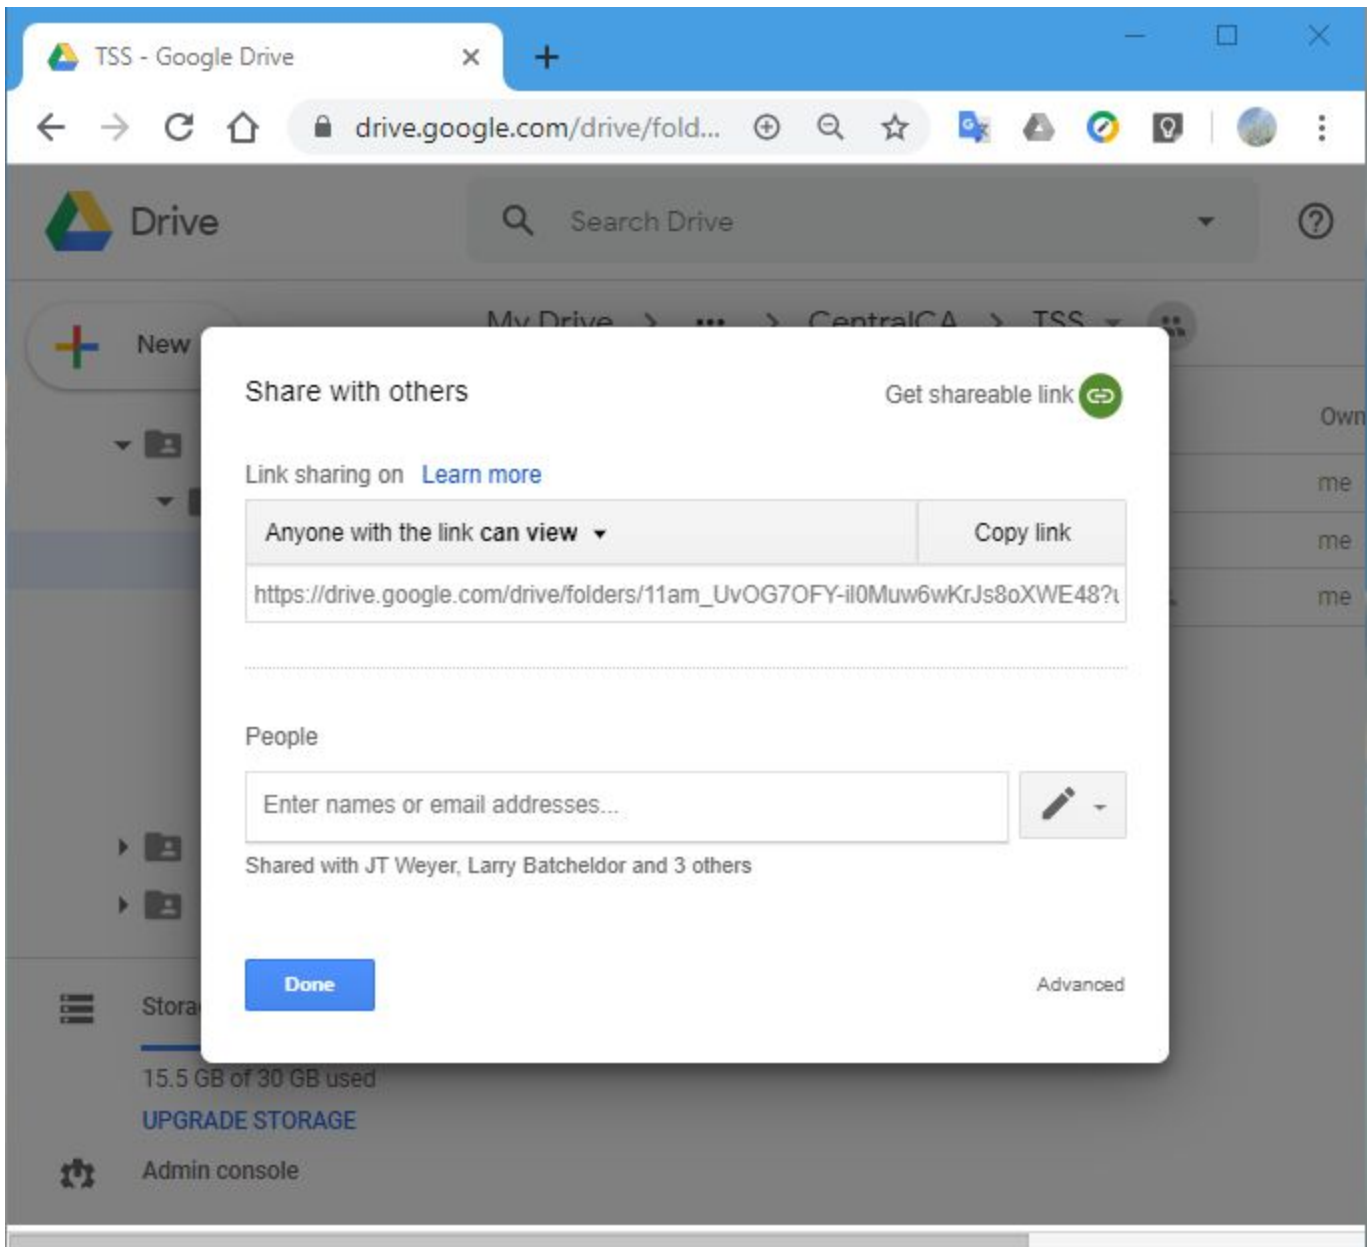 TSS - Google Drive
drive.google.com/drive/fold...
Drive
Search Drive
My Drive > ... > CentralCA > TSS
New
Share with others
Get shareable link
Own
Link sharing on Learn more
me
Anyone with the link can view
Copy link
me
https://drive.google.com/drive/folders/11am_UvOG7OFY-il0Muw6wKrJs8oXWE48?u
me
People
Enter names or email addresses...
Shared with JT Weyer, Larry Batcheldor and 3 others
Done
Advanced
Stora
15.5 GB of 30 GB used
UPGRADE STORAGE
Admin console